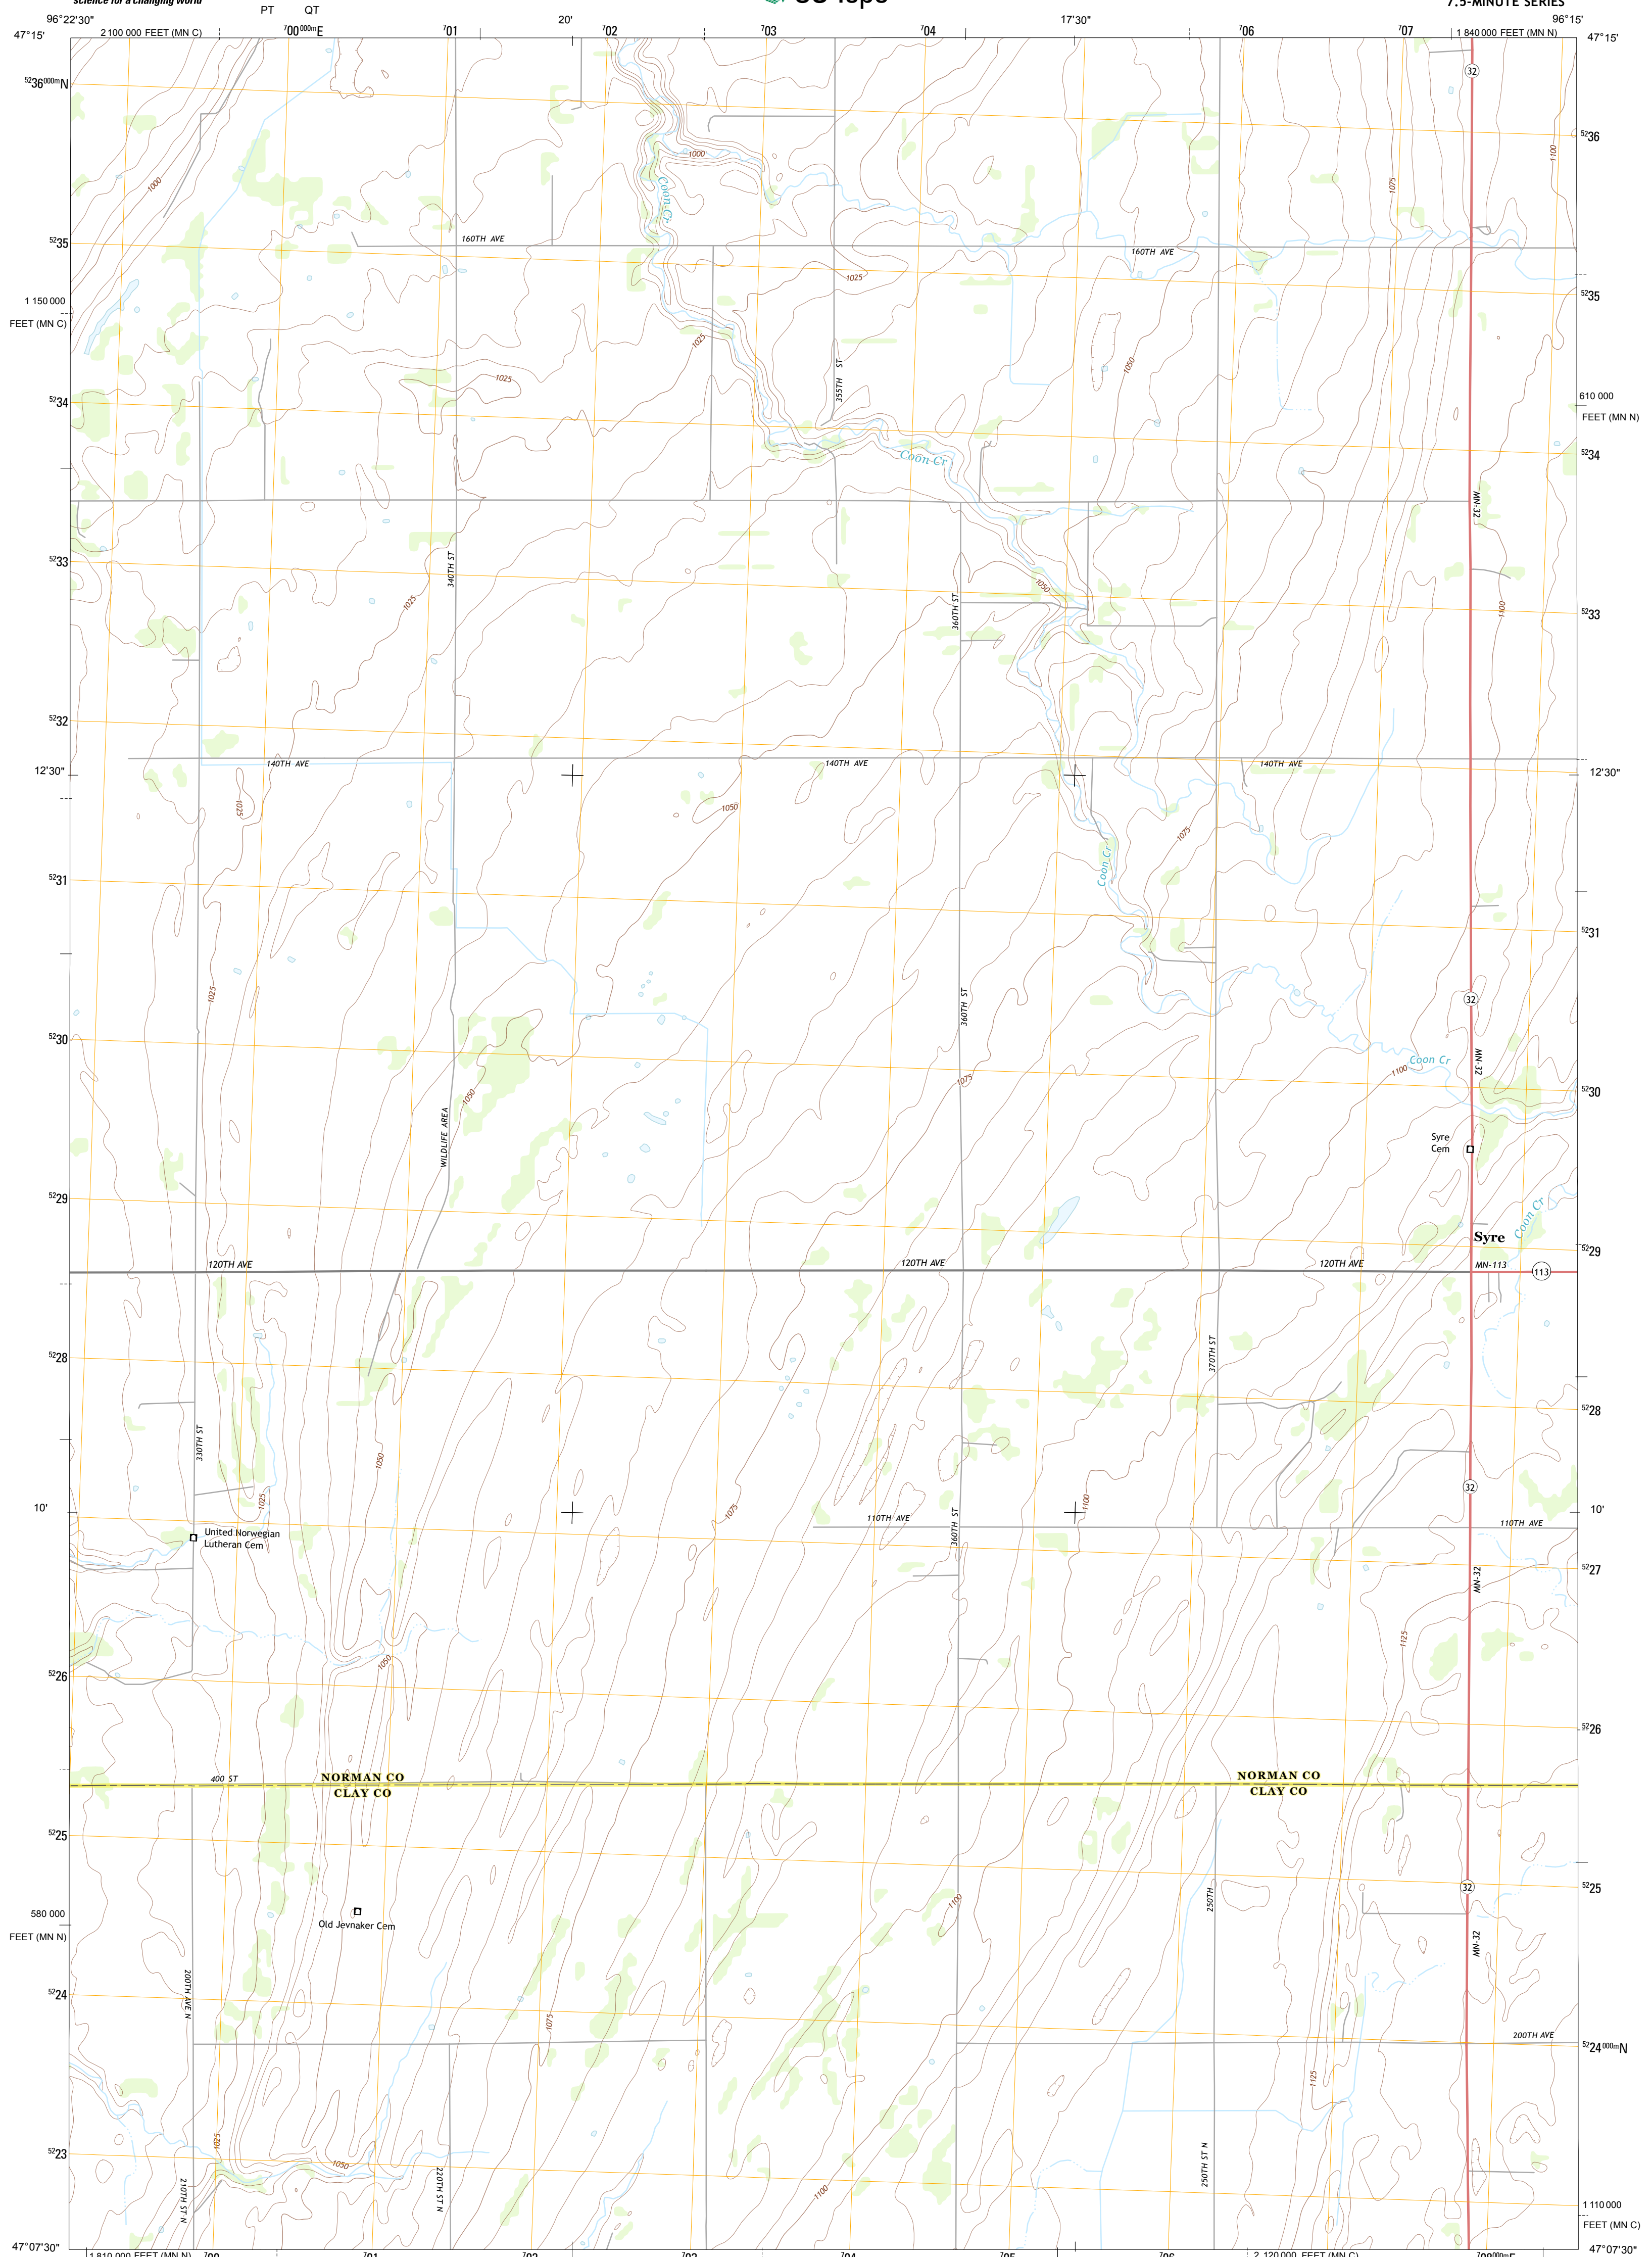 science for a changing world
US Topo
7.5-MINUTE SERIES
PT QT
96°22'30"
20'
17'30"
96°15'
47°15'
2 100 000 FEET (MN C)
⁷00⁰⁰⁰ᵐE
⁷01
⁷02
⁷03
⁷04
⁷06
⁷07
1 840 000 FEET (MN N)
47°15'
32
⁵²36⁰⁰⁰ᵐN
⁵²36
1000
1000
1075
1100
Coon Cr
160TH AVE
160TH AVE
⁵²35
⁵²35
1 150 000
FEET (MN C)
1025
1025
355TH ST
1050
1025
⁵²34
610 000
FEET (MN N)
⁵²34
Coon Cr
MN-32
340TH ST
⁵²33
1025
360TH ST
1050
1100
⁵²33
⁵²32
140TH AVE
140TH AVE
140TH AVE
12'30"
12'30"
1025
1050
1075
Coon Cr
⁵²31
⁵²31
1025
360TH ST
32
⁵²30
MN-32
Coon Cr
1100
1075
⁵²30
1050
WILDLIFE AREA
Syre
Cem
⁵²29
Coon Cr
Syre
⁵²29
120TH AVE
120TH AVE
120TH AVE
MN-113
113
⁵²28
370TH ST
⁵²28
330TH ST
1050
1025
1075
1100
32
10'
10'
110TH AVE
360TH ST
110TH AVE
United Norwegian
Lutheran Cem
⁵²27
MN-32
1125
1050
⁵²26
⁵²26
400 ST
NORMAN CO
CLAY CO
NORMAN CO
CLAY CO
⁵²25
32
⁵²25
250TH
1100
580 000
FEET (MN N)
Old Jevnaker Cem
MN-32
200TH AVE N
⁵²24
1075
200TH AVE
⁵²24⁰⁰⁰ᵐN
1125
⁵²23
1025
1050
210TH ST N
220TH ST N
1100
250TH ST N
1 110 000
FEET (MN C)
47°07'30"
1 810 000 FEET (MN N)
2 120 000 FEET (MN C)
47°07'30"